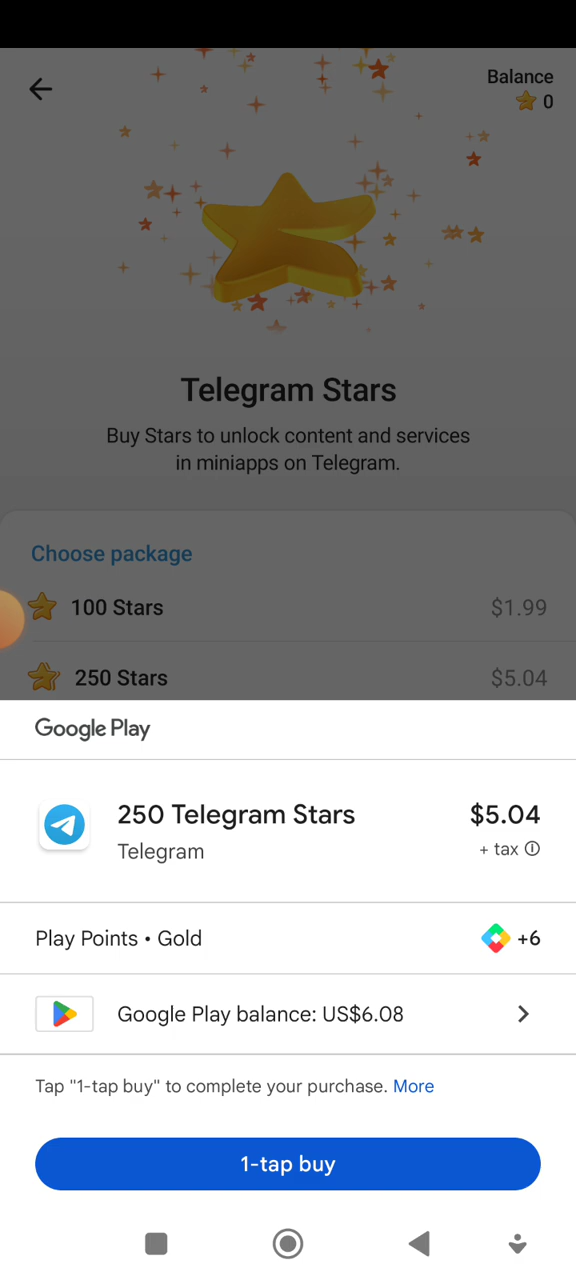 Balance
0
Telegram Stars
Buy Stars to unlock content and services
in miniapps on Telegram.
Choose package
100 Stars $1.99
250 Stars $5.04
Google Play
250 Telegram Stars $5.04
Telegram + tax
Play Points • Gold +6
Google Play balance: US$6.08
Tap "1-tap buy" to complete your purchase. More
1-tap buy